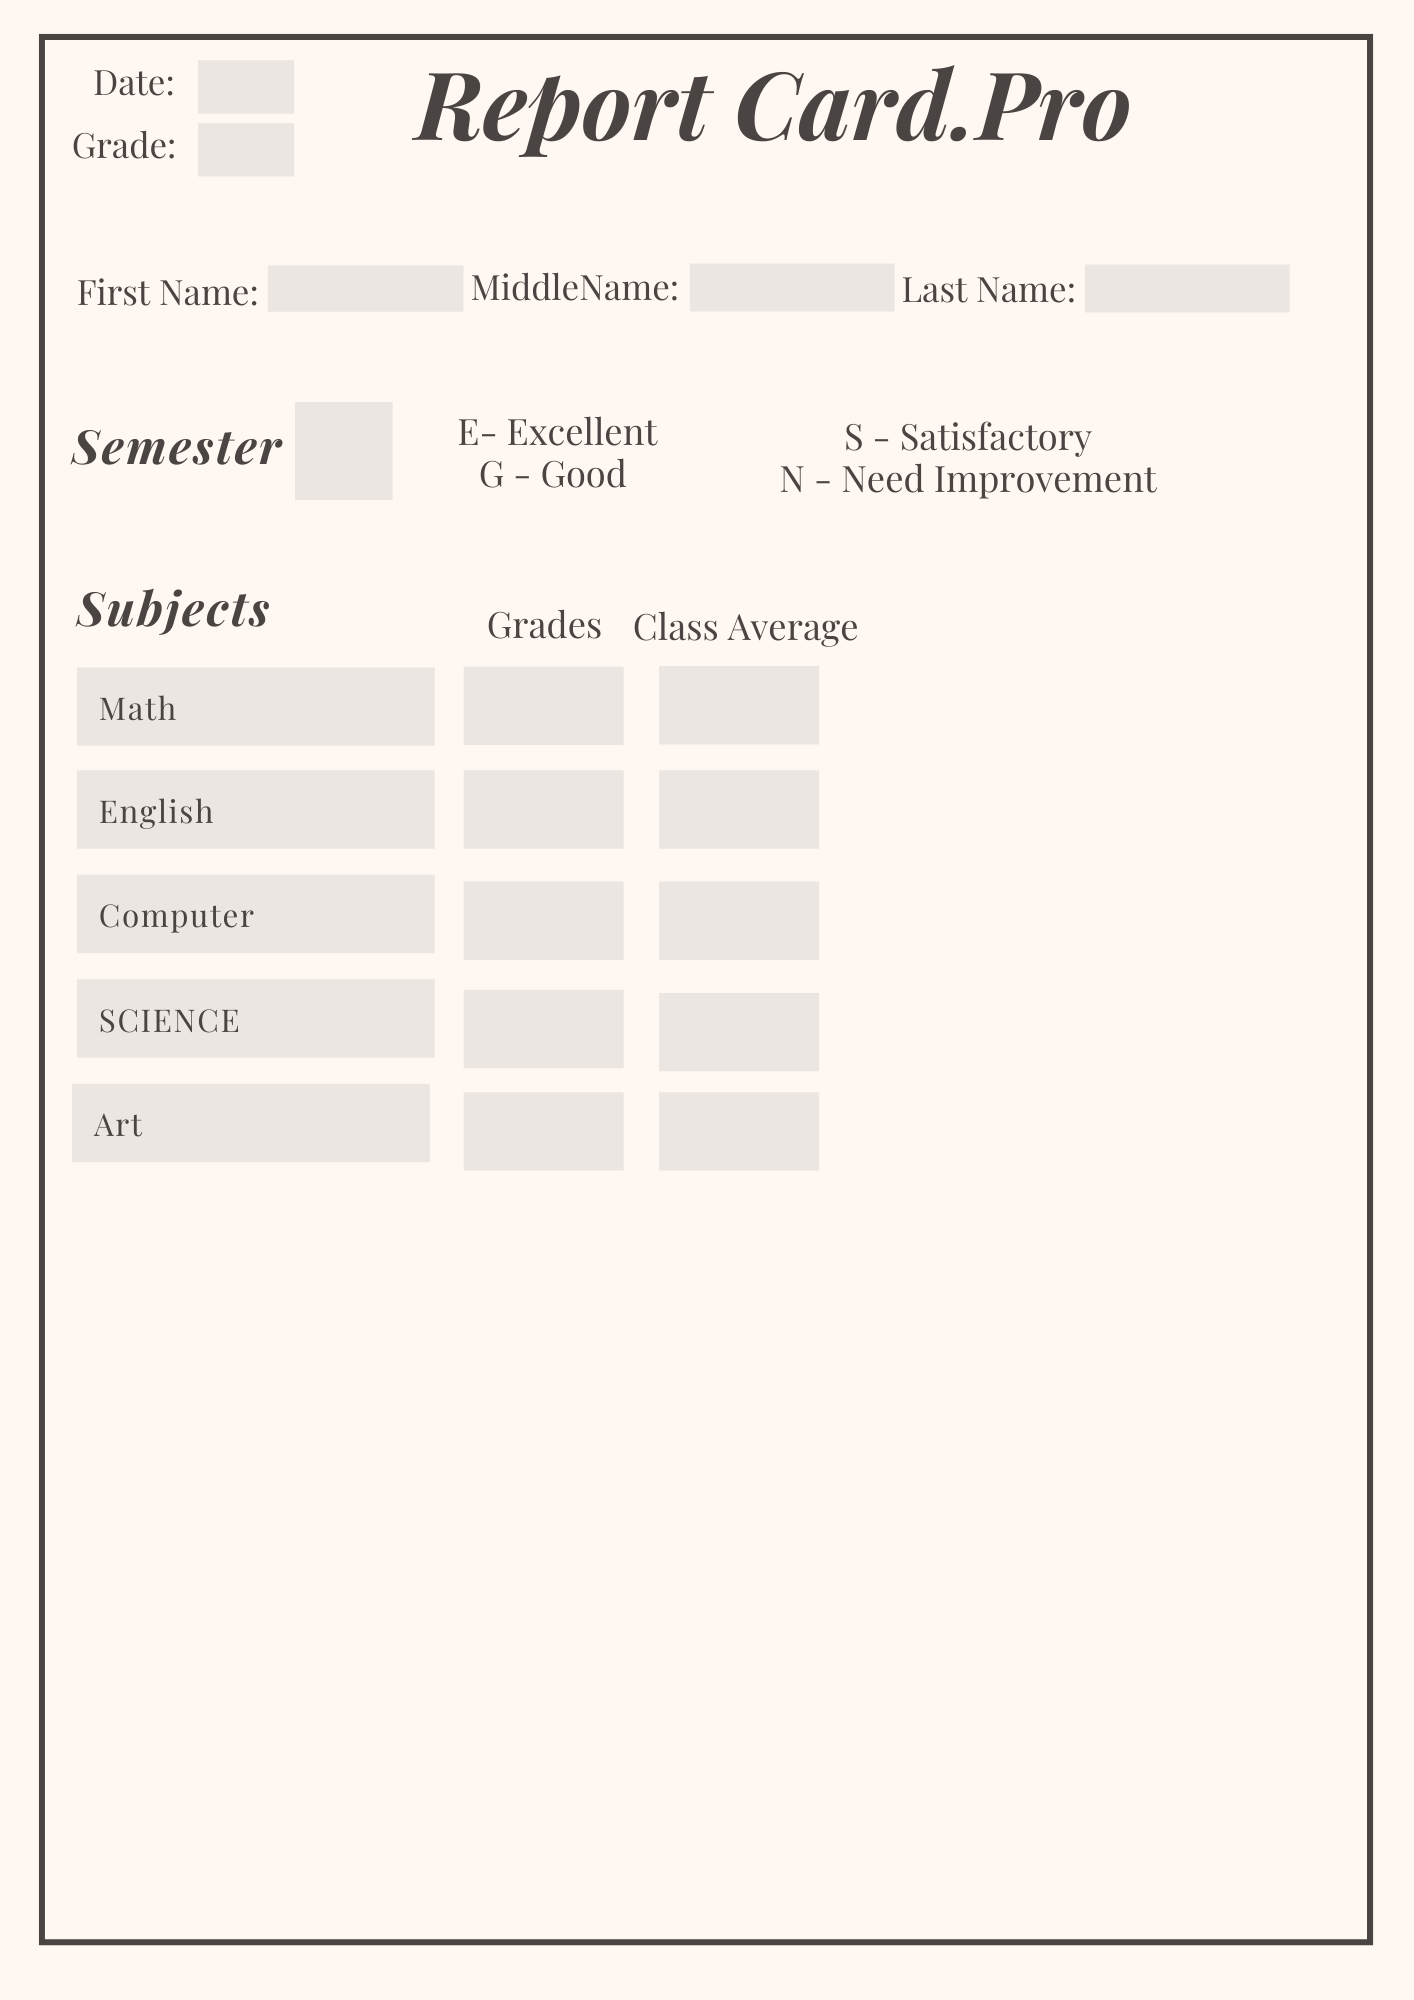 Date:
Report Card.Pro
Grade:
First Name:
MiddleName:
Last Name:
Semester
E- Excellent
G - Good
S - Satisfactory
N - Need Improvement
Subjects
Grades
Class Average
Math
English
Computer
SCIENCE
Art